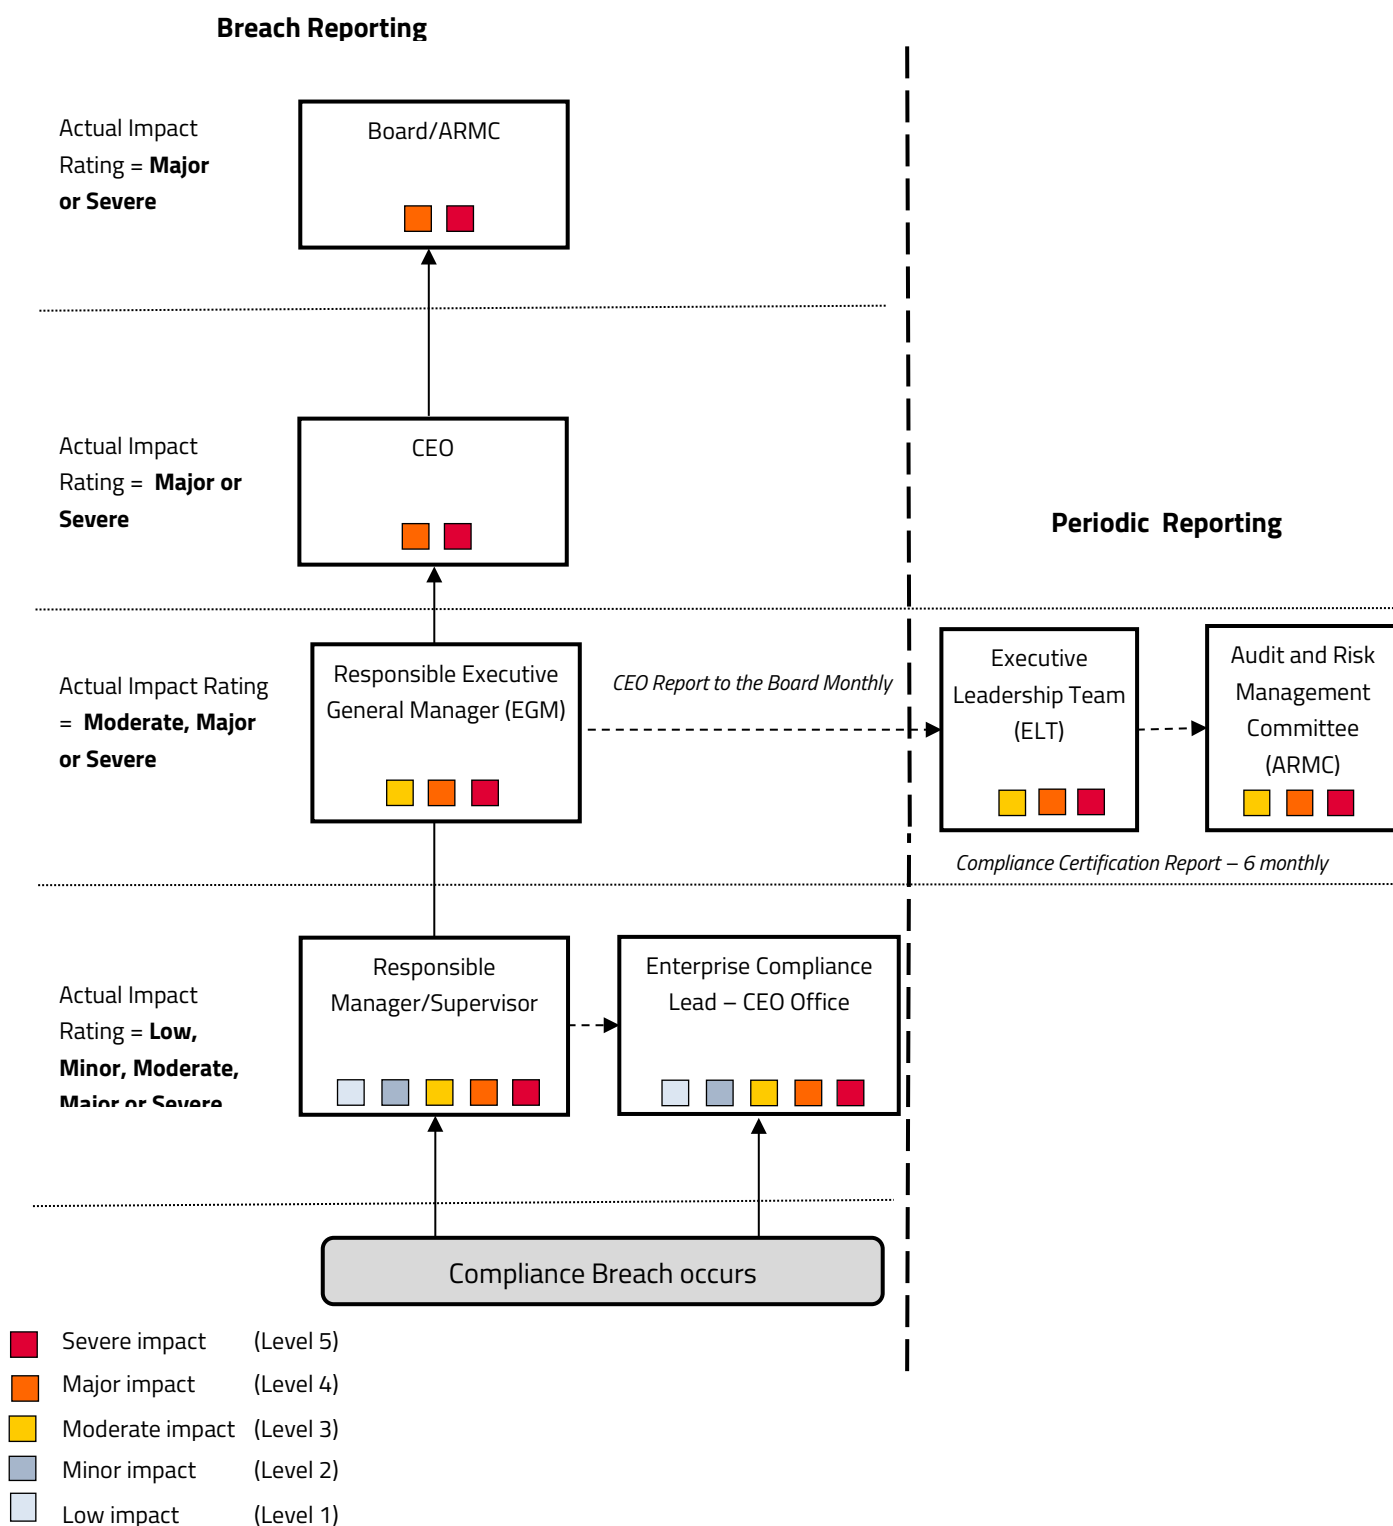 Breach Reporting
Actual Impact
Rating = Major
or Severe
Board/ARMC
Actual Impact
Rating = Major or
Severe
CEO
Periodic Reporting
Actual Impact Rating
= Moderate, Major
or Severe
Responsible Executive
General Manager (EGM)
CEO Report to the Board Monthly
Executive
Leadership Team
(ELT)
Audit and Risk
Management
Committee
(ARMC)
Compliance Certification Report – 6 monthly
Actual Impact
Rating = Low,
Minor, Moderate,
Major or Severe
Responsible
Manager/Supervisor
Enterprise Compliance
Lead – CEO Office
Compliance Breach occurs
Severe impact (Level 5)
Major impact (Level 4)
Moderate impact (Level 3)
Minor impact (Level 2)
Low impact (Level 1)